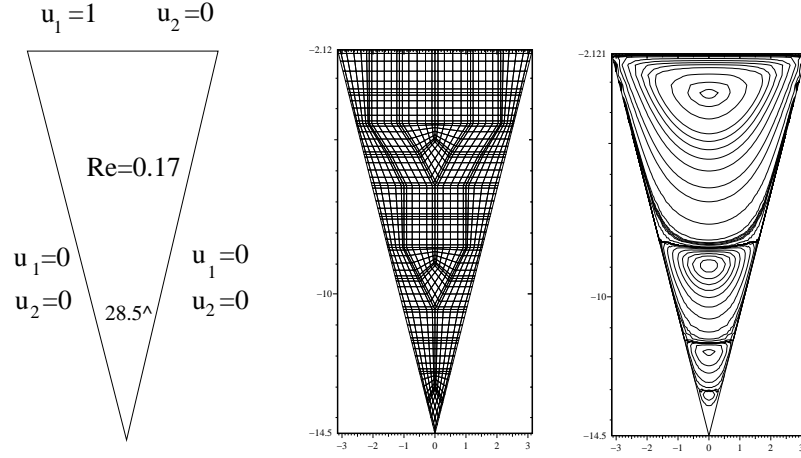 u₁=1 u₂=0
Re=0.17
u₁=0 u₁=0
u₂=0 u₂=0
28.5^
-2.12
-10
-14.5
-3 -2 -1 0 1 2 3
-2.121
-10
-14.5
-3 -2 -1 0 1 2 3